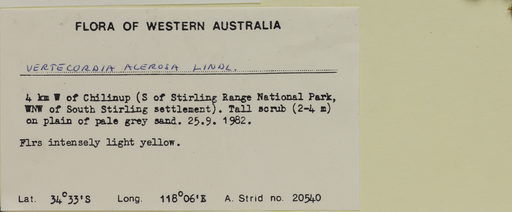 FLORA OF WESTERN AUSTRALIA
VERTECORDIA ACEROSA LINDL.
4 km W of Chilinup (S of Stirling Range National Park,
WNW of South Stirling settlement). Tall scrub (2-4 m)
on plain of pale grey sand. 25.9. 1982.
Flrs intensely light yellow.
Lat. 34°33'S Long. 118°06'E A. Strid no. 20540